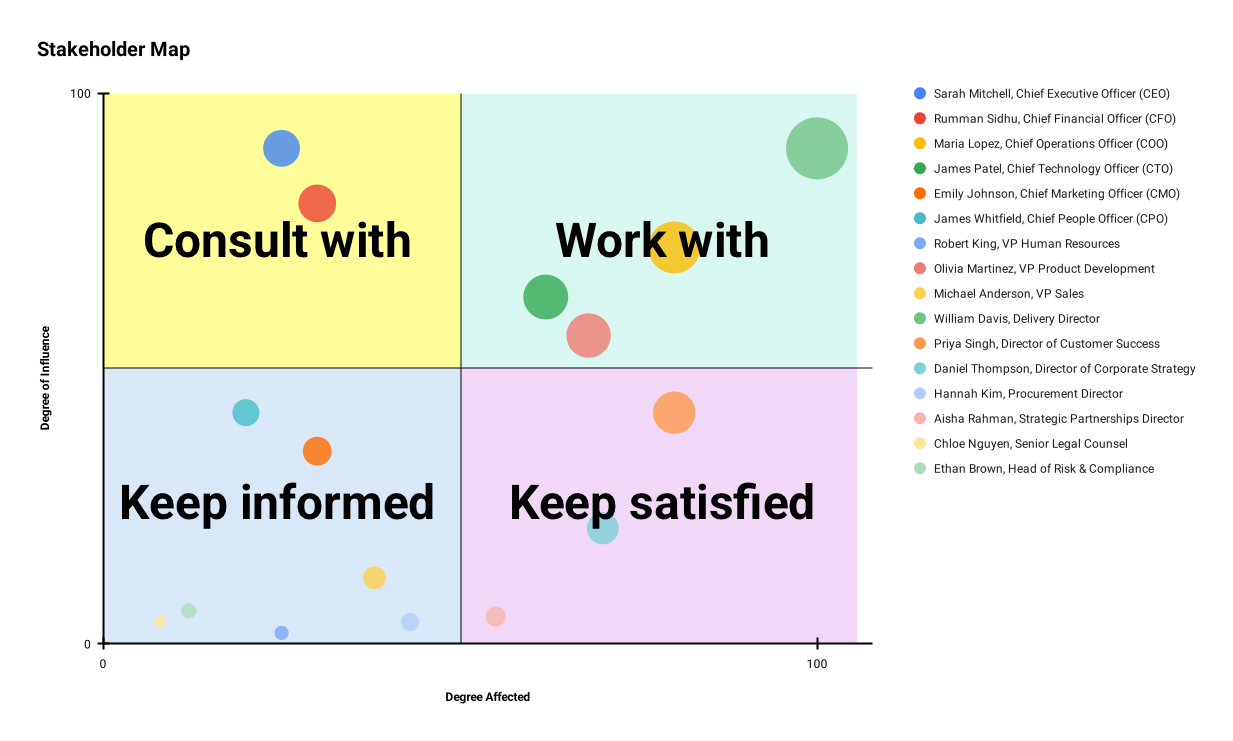 Stakeholder Map
100
Consult with
Work with
Keep informed
Keep satisfied
0
0
100
Degree of Influence
Degree Affected
Sarah Mitchell, Chief Executive Officer (CEO)
Rumman Sidhu, Chief Financial Officer (CFO)
Maria Lopez, Chief Operations Officer (COO)
James Patel, Chief Technology Officer (CTO)
Emily Johnson, Chief Marketing Officer (CMO)
James Whitfield, Chief People Officer (CPO)
Robert King, VP Human Resources
Olivia Martinez, VP Product Development
Michael Anderson, VP Sales
William Davis, Delivery Director
Priya Singh, Director of Customer Success
Daniel Thompson, Director of Corporate Strategy
Hannah Kim, Procurement Director
Aisha Rahman, Strategic Partnerships Director
Chloe Nguyen, Senior Legal Counsel
Ethan Brown, Head of Risk & Compliance